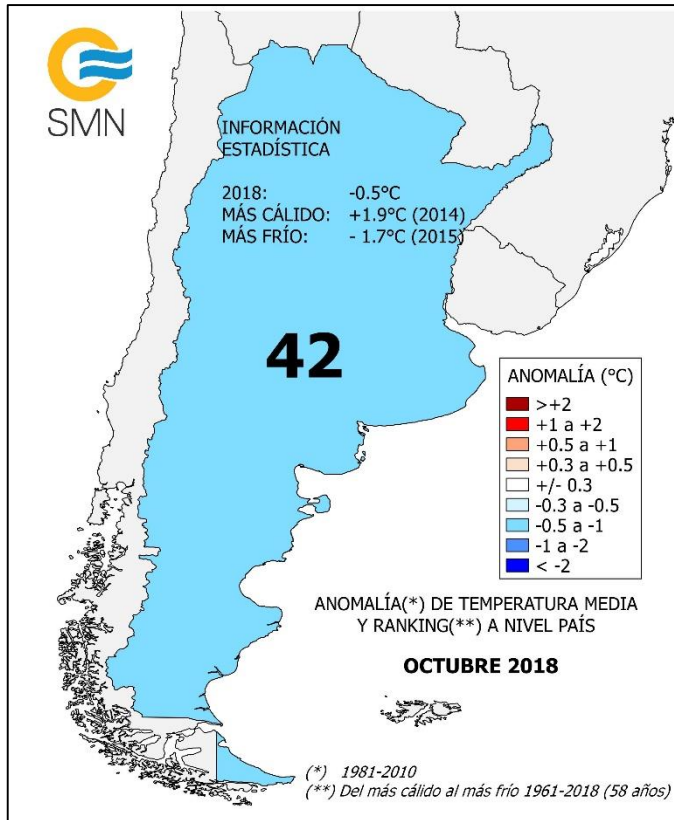 SMN
INFORMACIÓN
ESTADÍSTICA
2018: -0.5°C
MÁS CÁLIDO: +1.9°C (2014)
MÁS FRÍO: - 1.7°C (2015)
42
ANOMALÍA (°C)
>+2
+1 a +2
+0.5 a +1
+0.3 a +0.5
+/- 0.3
-0.3 a -0.5
-0.5 a -1
-1 a -2
< -2
ANOMALÍA(*) DE TEMPERATURA MEDIA
Y RANKING(**) A NIVEL PAÍS
OCTUBRE 2018
(*) 1981-2010
(**) Del más cálido al más frío 1961-2018 (58 años)